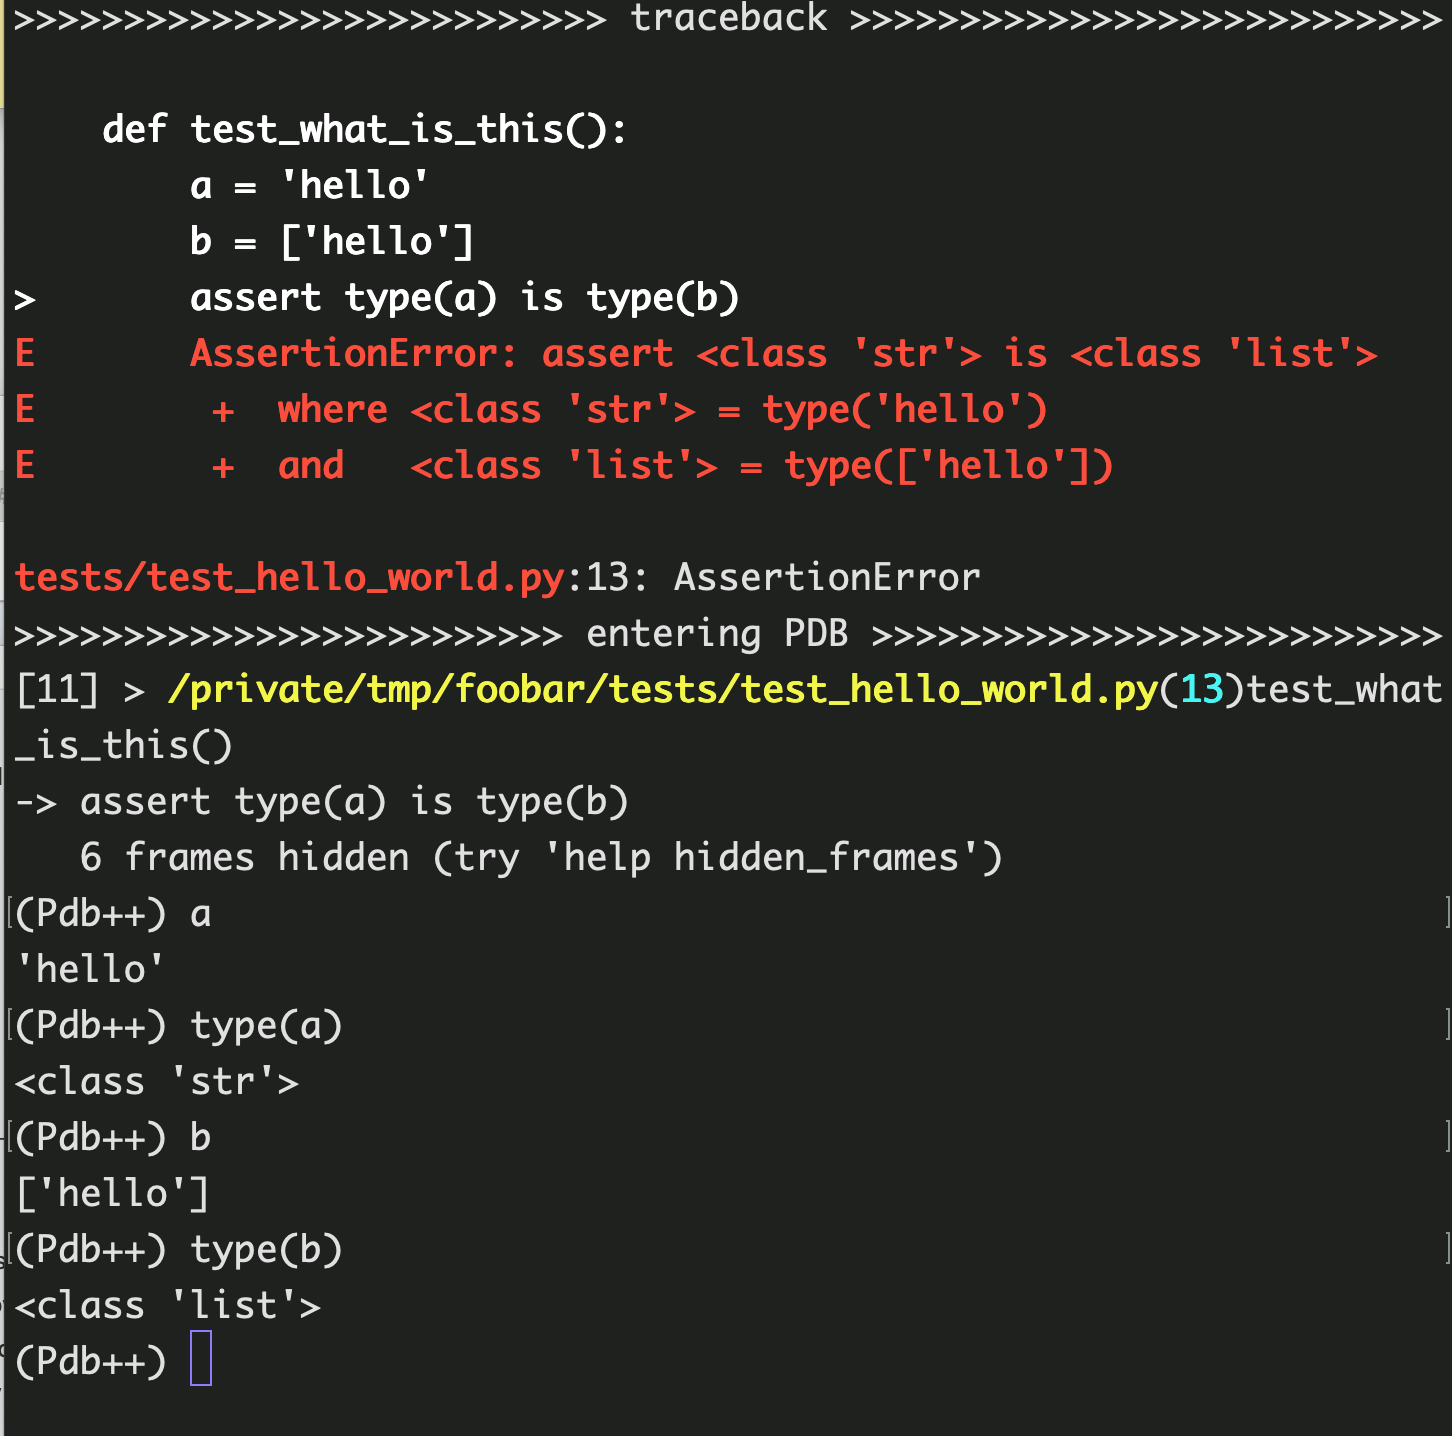 >>>>>>>>>>>>>>>>>>>>>>>>>>> traceback >>>>>>>>>>>>>>>>>>>>>>>>>>>
def test_what_is_this():
a = 'hello'
b = ['hello']
> assert type(a) is type(b)
E AssertionError: assert <class 'str'> is <class 'list'>
E + where <class 'str'> = type('hello')
E + and <class 'list'> = type(['hello'])
tests/test_hello_world.py:13: AssertionError
>>>>>>>>>>>>>>>>>>>>>>>>> entering PDB >>>>>>>>>>>>>>>>>>>>>>>>>>
[11] > /private/tmp/foobar/tests/test_hello_world.py(13)test_what
_is_this()
-> assert type(a) is type(b)
6 frames hidden (try 'help hidden_frames')
[(Pdb++) a ]
'hello'
[(Pdb++) type(a) ]
<class 'str'>
[(Pdb++) b ]
['hello']
[(Pdb++) type(b) ]
<class 'list'>
(Pdb++)